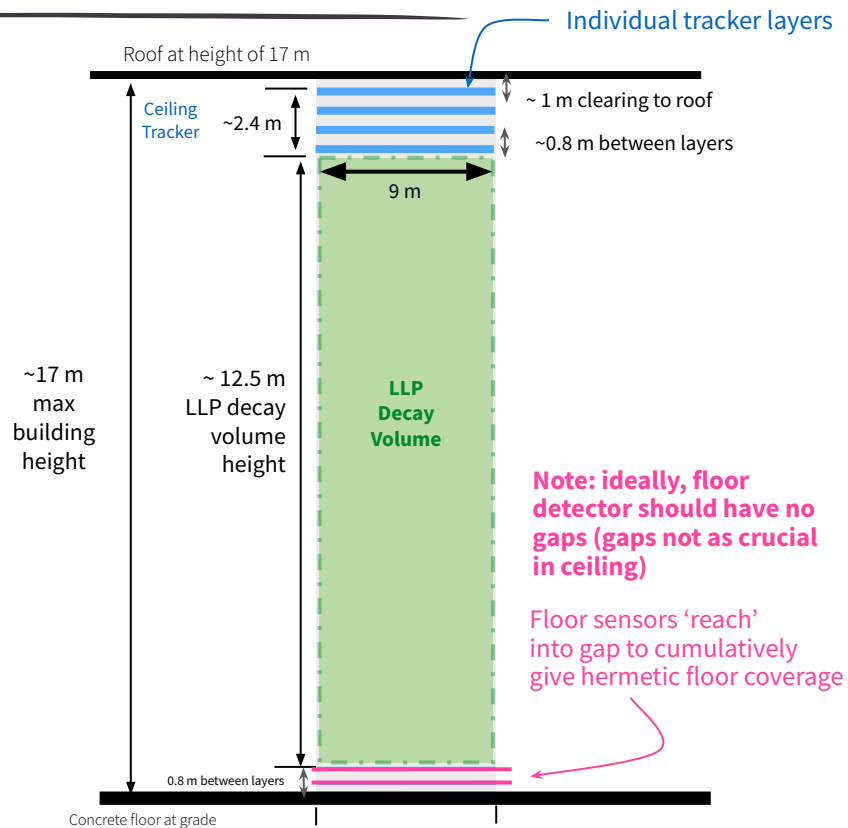 Individual tracker layers
Roof at height of 17 m
Ceiling
Tracker
~2.4 m
~ 1 m clearing to roof
~0.8 m between layers
9 m
~17 m
max
building
height
~ 12.5 m
LLP decay
volume
height
LLP
Decay
Volume
Note: ideally, floor
detector should have no
gaps (gaps not as crucial
in ceiling)
Floor sensors ‘reach’
into gap to cumulatively
give hermetic floor coverage
0.8 m between layers
Concrete floor at grade